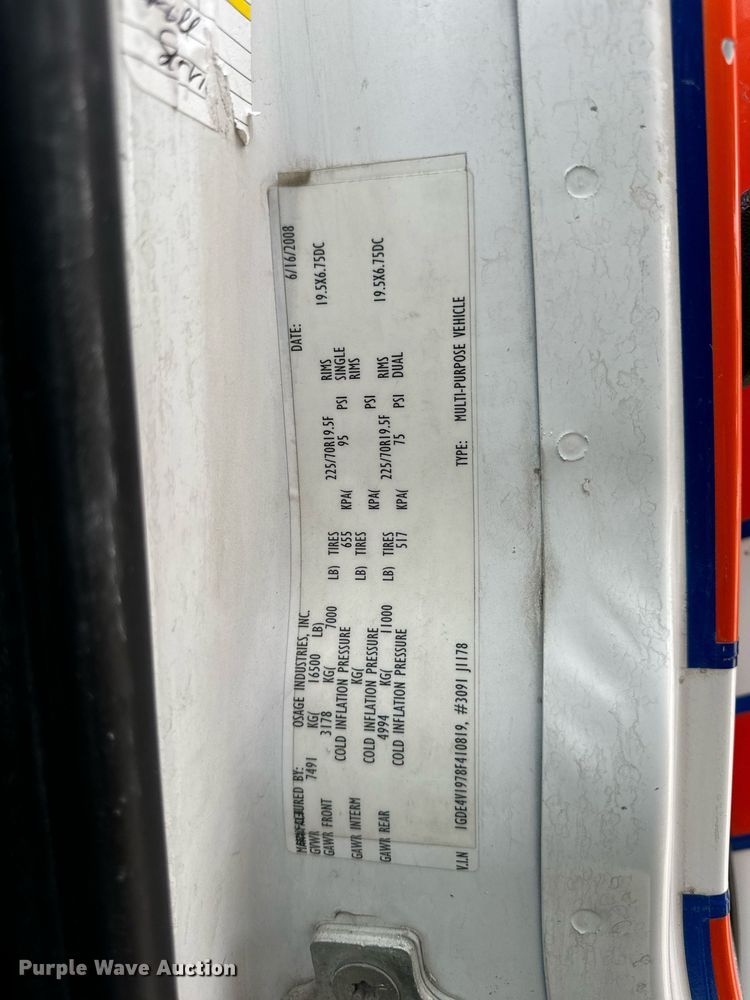 MANUFACTURED BY: OSAGE INDUSTRIES, INC. DATE: 6/16/2008
GVWR 7491 KG( 16500 LB)
GAWR FRONT 3178 KG( 7000 LB) TIRES 225/70R19.5F RIMS 19.5X6.75DC
COLD INFLATION PRESSURE 655 KPA( 95 PSI SINGLE
GAWR INTERM KG( LB) TIRES RIMS
COLD INFLATION PRESSURE KPA( PSI
GAWR REAR 4994 KG( 11000 LB) TIRES 225/70R19.5F RIMS 19.5X6.75DC
COLD INFLATION PRESSURE 517 KPA( 75 PSI DUAL
V.I.N 1GDE4V1978F410819, #3091 J1178 TYPE: MULTI-PURPOSE VEHICLE
Purple Wave Auction